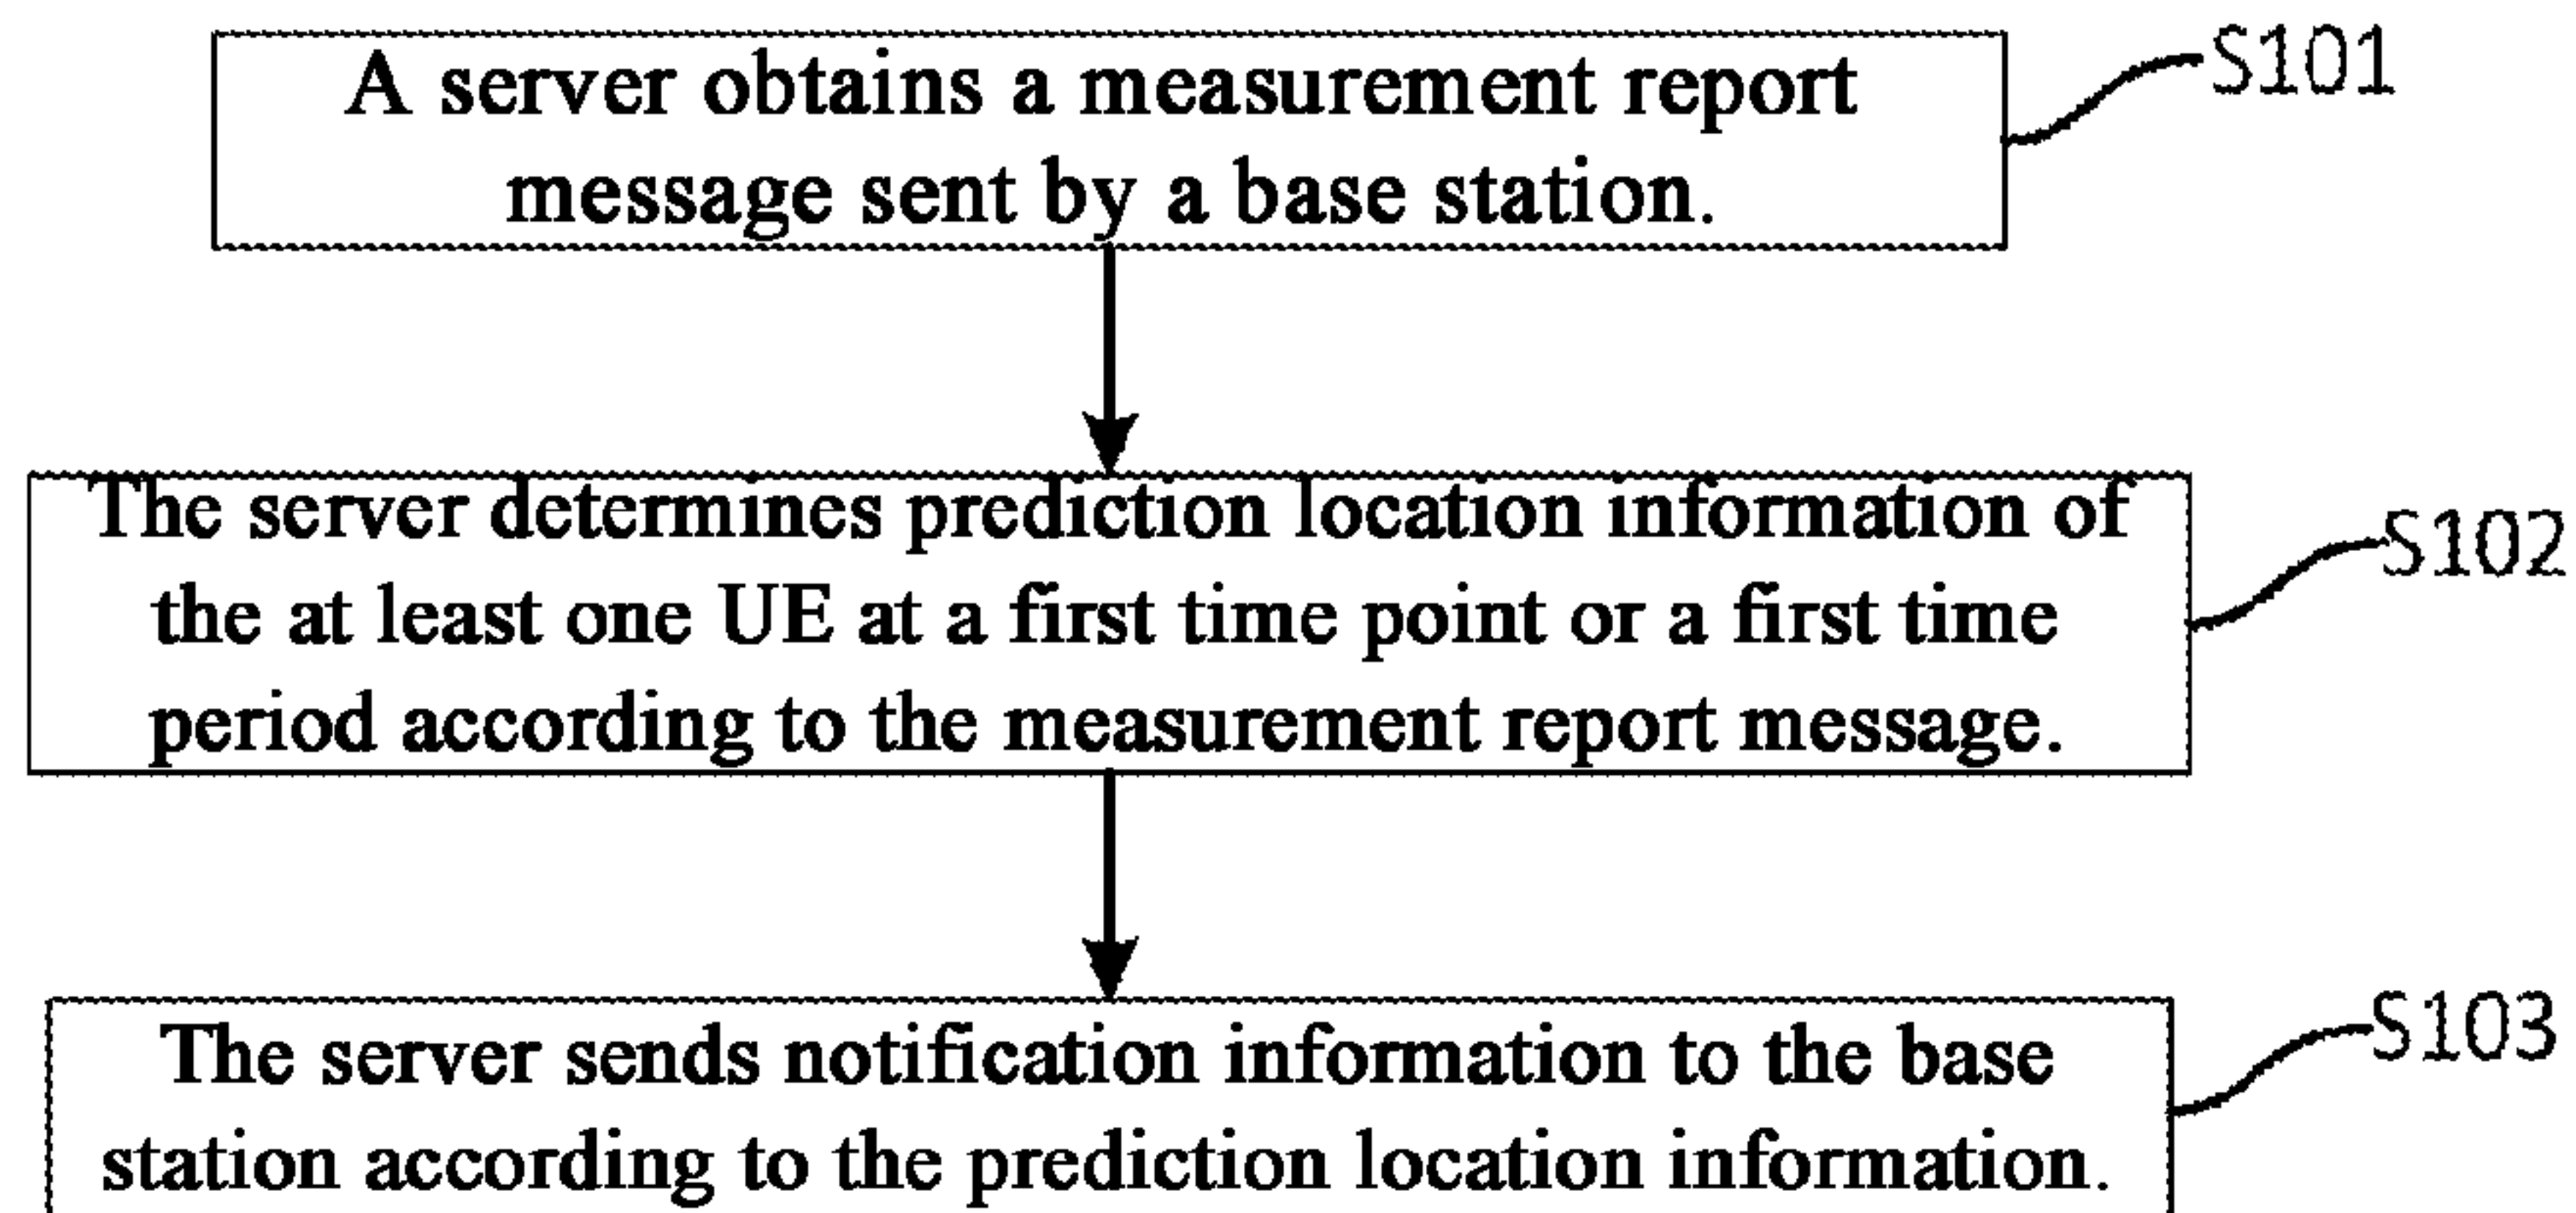 A server obtains a measurement report
message sent by a base station.
S101
The server determines prediction location information of
the at least one UE at a first time point or a first time
period according to the measurement report message.
S102
The server sends notification information to the base
station according to the prediction location information.
S103